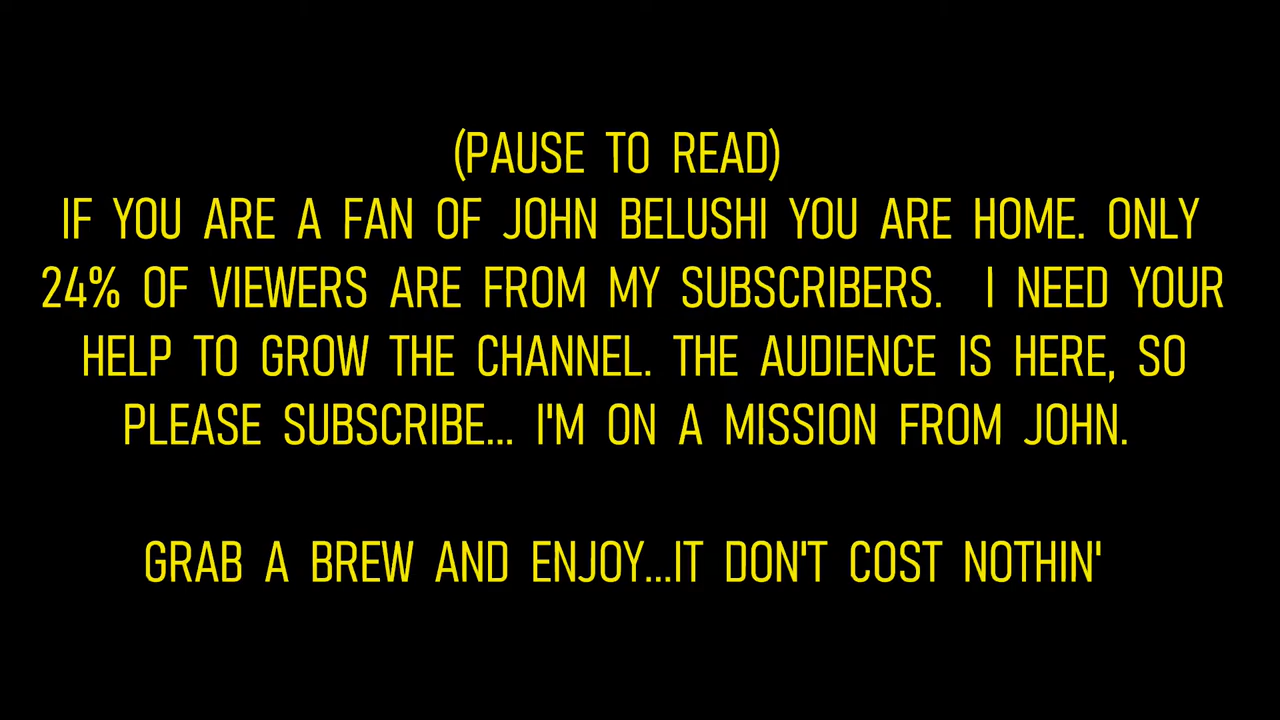 (PAUSE TO READ)
IF YOU ARE A FAN OF JOHN BELUSHI YOU ARE HOME. ONLY
24% OF VIEWERS ARE FROM MY SUBSCRIBERS. I NEED YOUR
HELP TO GROW THE CHANNEL. THE AUDIENCE IS HERE, SO
PLEASE SUBSCRIBE... I'M ON A MISSION FROM JOHN.
GRAB A BREW AND ENJOY...IT DON'T COST NOTHIN'